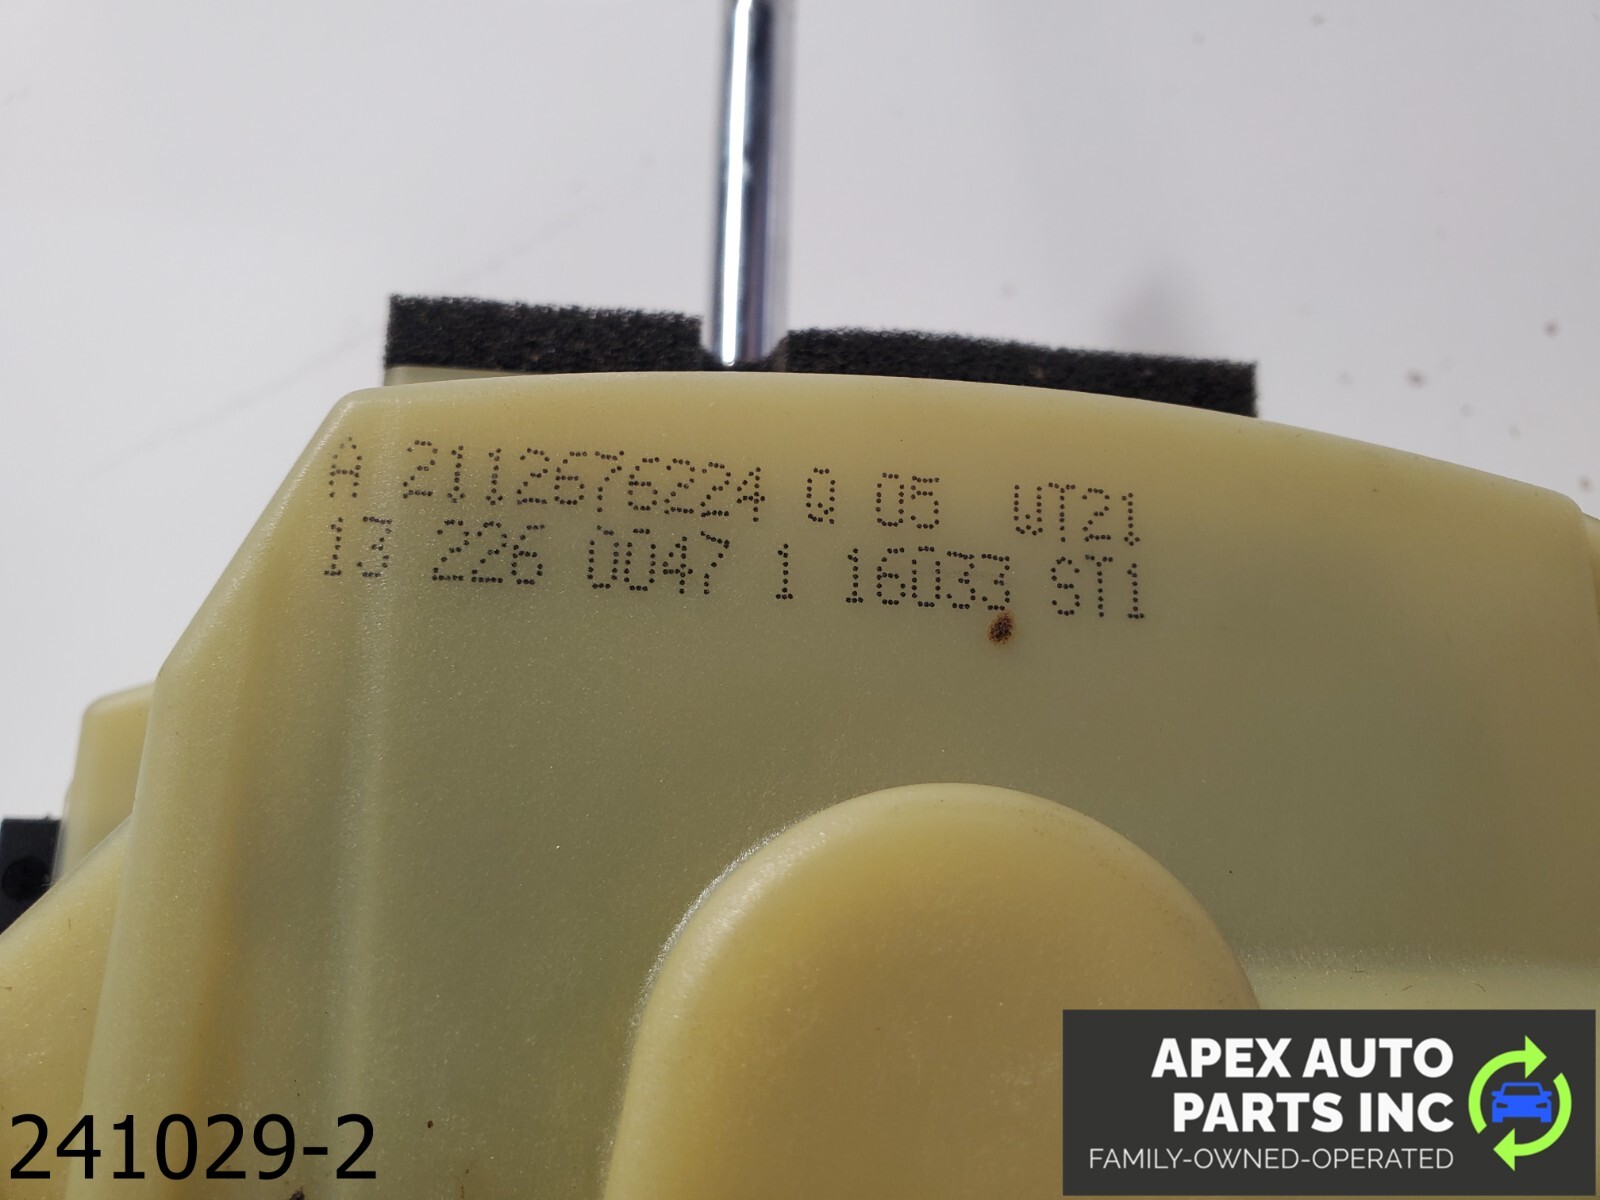 A 2112676224 Q 05 WT21
13 226 0047 1 16033 ST1
241029-2
APEX AUTO
PARTS INC
FAMILY-OWNED-OPERATED